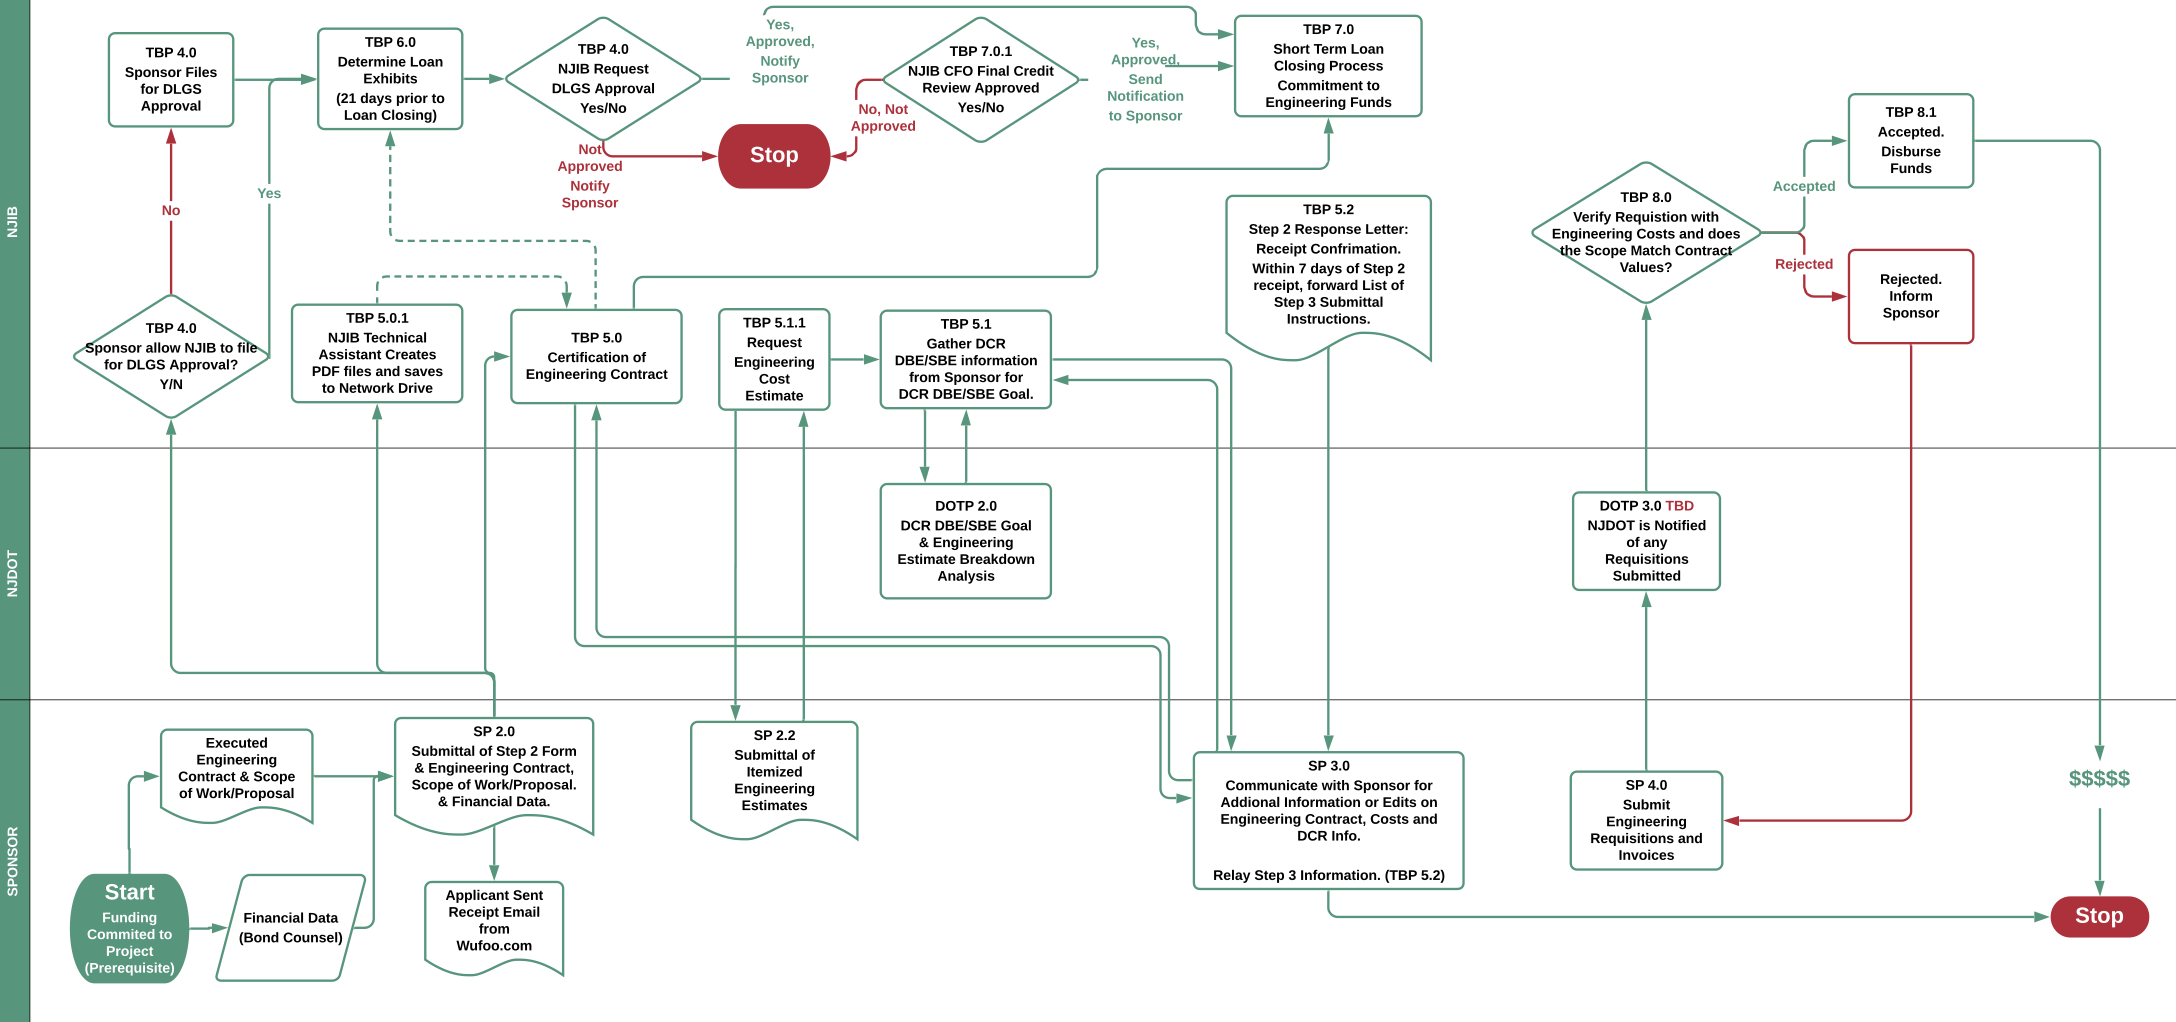 NJIB
TBP 4.0
Sponsor Files
for DLGS
Approval
TBP 6.0
Determine Loan
Exhibits
(21 days prior to
Loan Closing)
TBP 4.0
NJIB Request
DLGS Approval
Yes/No
Yes,
Approved,
Notify
Sponsor
TBP 7.0.1
NJIB CFO Final Credit
Review Approved
Yes/No
Yes,
Approved,
Send
Notification
to Sponsor
TBP 7.0
Short Term Loan
Closing Process
Commitment to
Engineering Funds
No, Not
Approved
Stop
Not
Approved
Notify
Sponsor
No
Yes
TBP 4.0
Sponsor allow NJIB to file
for DLGS Approval?
Y/N
TBP 5.0.1
NJIB Technical
Assistant Creates
PDF files and saves
to Network Drive
TBP 5.0
Certification of
Engineering Contract
TBP 5.1.1
Request
Engineering
Cost
Estimate
TBP 5.1
Gather DCR
DBE/SBE information
from Sponsor for
DCR DBE/SBE Goal.
TBP 5.2
Step 2 Response Letter:
Receipt Confrimation.
Within 7 days of Step 2
receipt, forward List of
Step 3 Submittal
Instructions.
TBP 8.0
Verify Requistion with
Engineering Costs and does
the Scope Match Contract
Values?
Accepted
Rejected
TBP 8.1
Accepted.
Disburse
Funds
Rejected.
Inform
Sponsor
NJDOT
DOTP 2.0
DCR DBE/SBE Goal
& Engineering
Estimate Breakdown
Analysis
DOTP 3.0 TBD
NJDOT is Notified
of any
Requisitions
Submitted
SPONSOR
Executed
Engineering
Contract & Scope
of Work/Proposal
SP 2.0
Submittal of Step 2 Form
& Engineering Contract,
Scope of Work/Proposal.
& Financial Data.
SP 2.2
Submittal of
Itemized
Engineering
Estimates
SP 3.0
Communicate with Sponsor for
Addional Information or Edits on
Engineering Contract, Costs and
DCR Info.
Relay Step 3 Information. (TBP 5.2)
SP 4.0
Submit
Engineering
Requisitions and
Invoices
$$$$$
Start
Funding
Commited to
Project
(Prerequisite)
Financial Data
(Bond Counsel)
Applicant Sent
Receipt Email
from
Wufoo.com
Stop